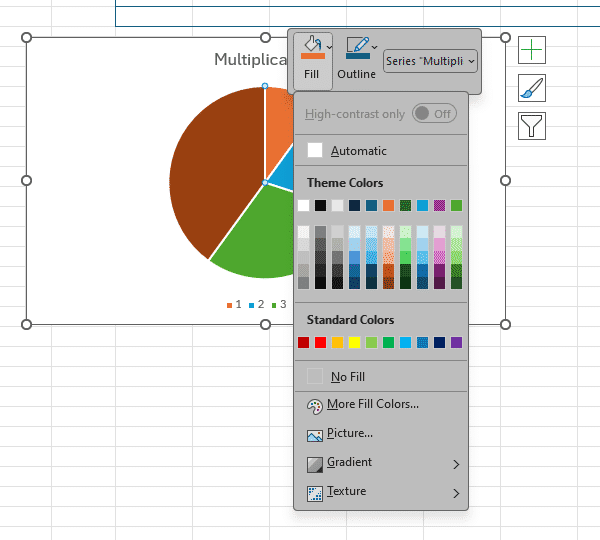 Multiplica
Fill
Outline
Series "Multipli
High-contrast only
Off
Automatic
Theme Colors
Standard Colors
No Fill
More Fill Colors...
Picture...
Gradient
Texture
1 2 3